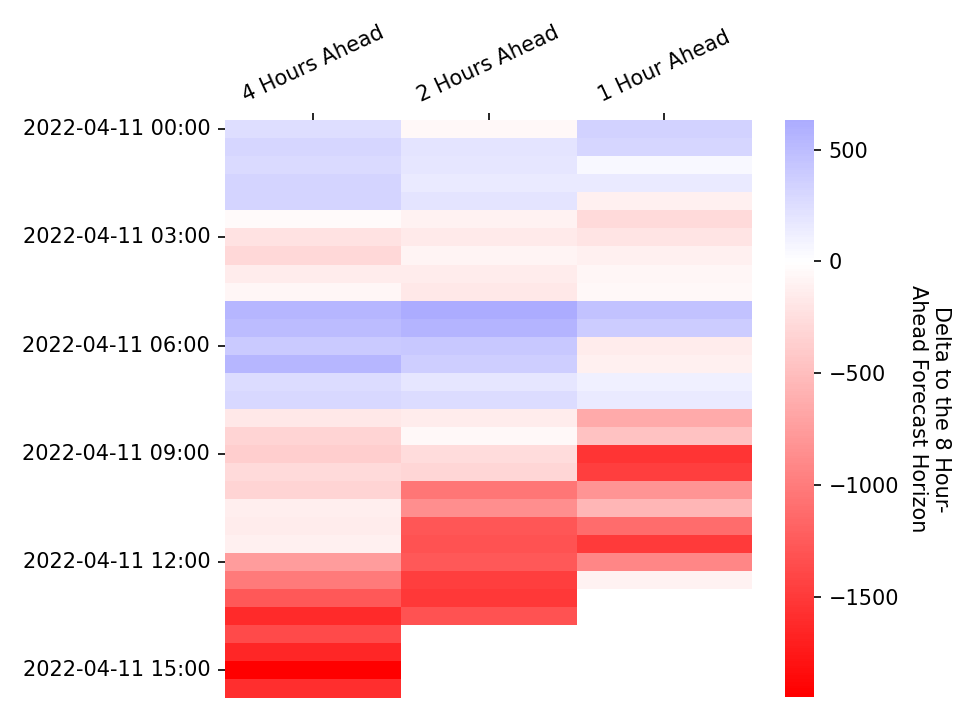 4 Hours Ahead
2 Hours Ahead
1 Hour Ahead
2022-04-11 00:00
2022-04-11 03:00
2022-04-11 06:00
2022-04-11 09:00
2022-04-11 12:00
2022-04-11 15:00
500
0
−500
−1000
−1500
Delta to the 8 Hour-
Ahead Forecast Horizon